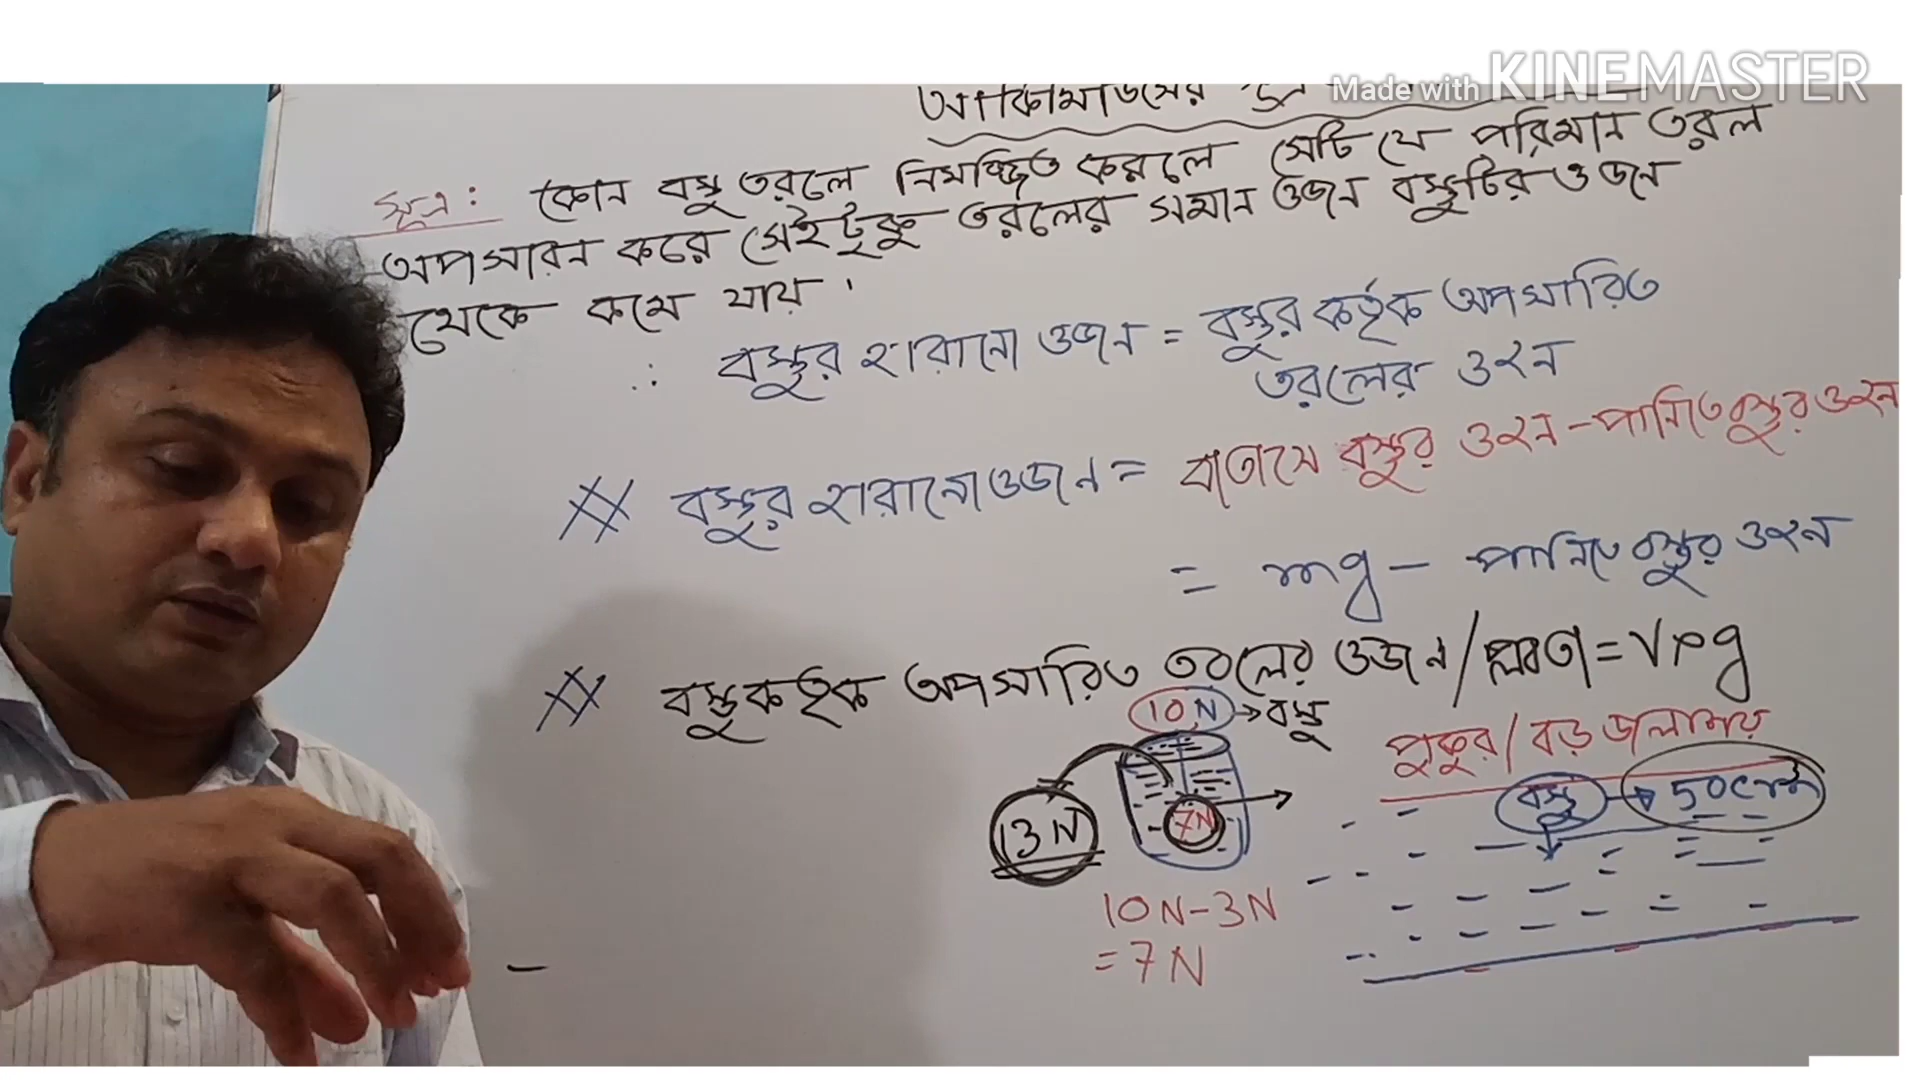 Made with KINEMASTER
আর্কিমিডিসের সূত্র
সূত্র: কোন বস্তু তরলে নিমজ্জিত করলে সেটি যে পরিমান তরল
অপসারন করে সেইটুকু তরলের সমান ওজন বস্তুটির ওজন
থেকে কমে যায়।
∴ বস্তুর হারানো ওজন = বস্তুর কর্তৃক অপসারিত
তরলের ওজন
বস্তুর হারানো ওজন = বাতাসে বস্তুর ওজন - পানিতে বস্তুর ওজন
= mg - পানিতে বস্তুর ওজন
বস্তু কর্তৃক অপসারিত তরলের ওজন / প্লবতা = Vρg
10N → বস্তু
পুকুর / বড় জলাশয়
বস্তু → 50cm³
3N
7N
10N - 3N
= 7N